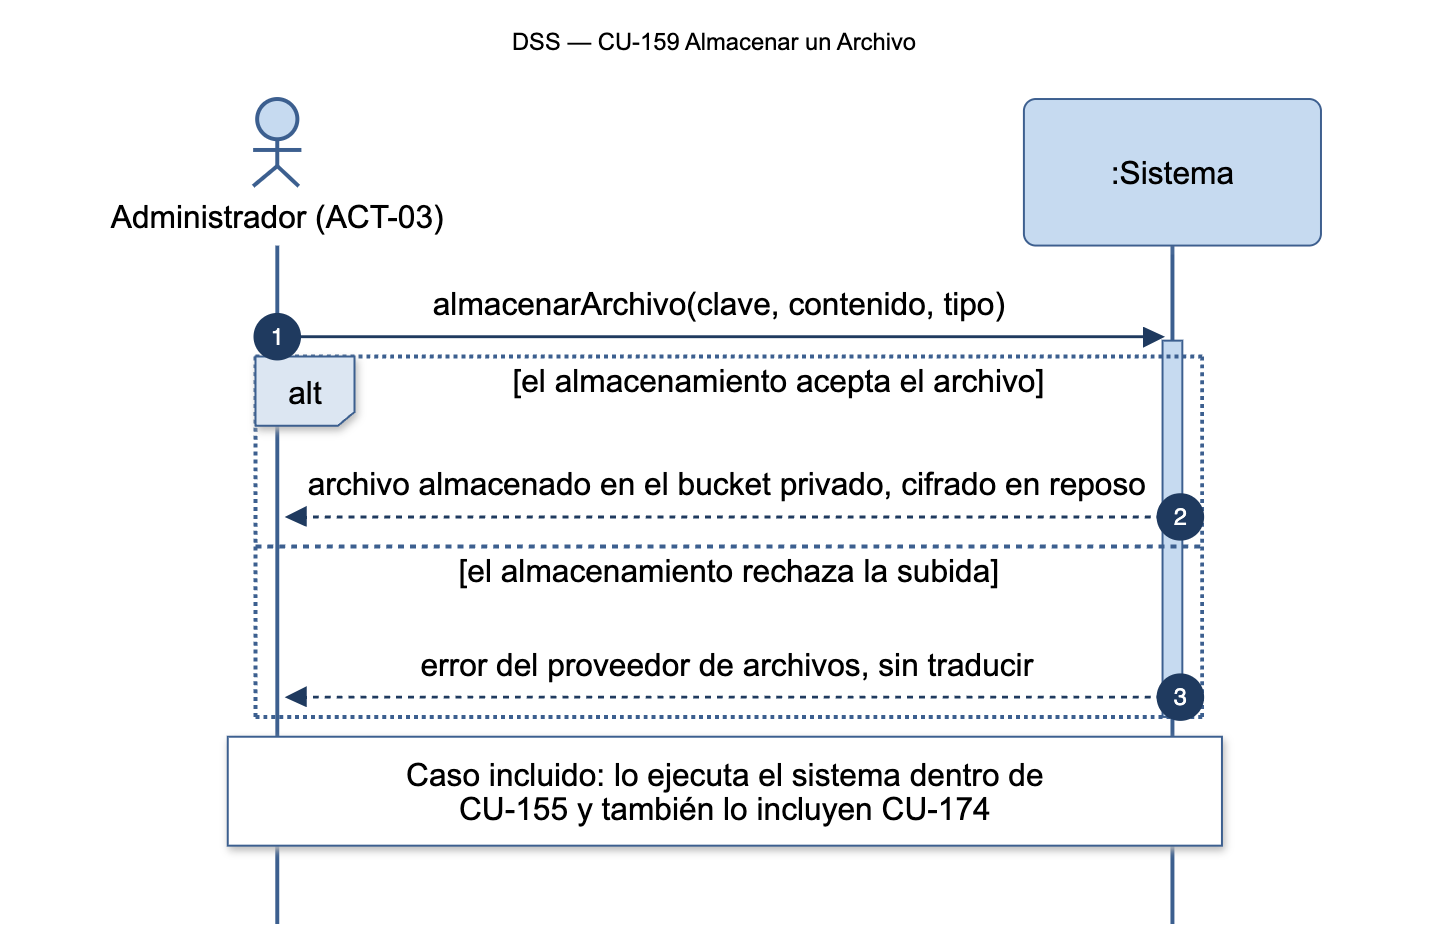 DSS — CU-159 Almacenar un Archivo
Administrador (ACT-03)
:Sistema
almacenarArchivo(clave, contenido, tipo)
1
alt
[el almacenamiento acepta el archivo]
archivo almacenado en el bucket privado, cifrado en reposo
2
[el almacenamiento rechaza la subida]
error del proveedor de archivos, sin traducir
3
Caso incluido: lo ejecuta el sistema dentro de
CU-155 y también lo incluyen CU-174